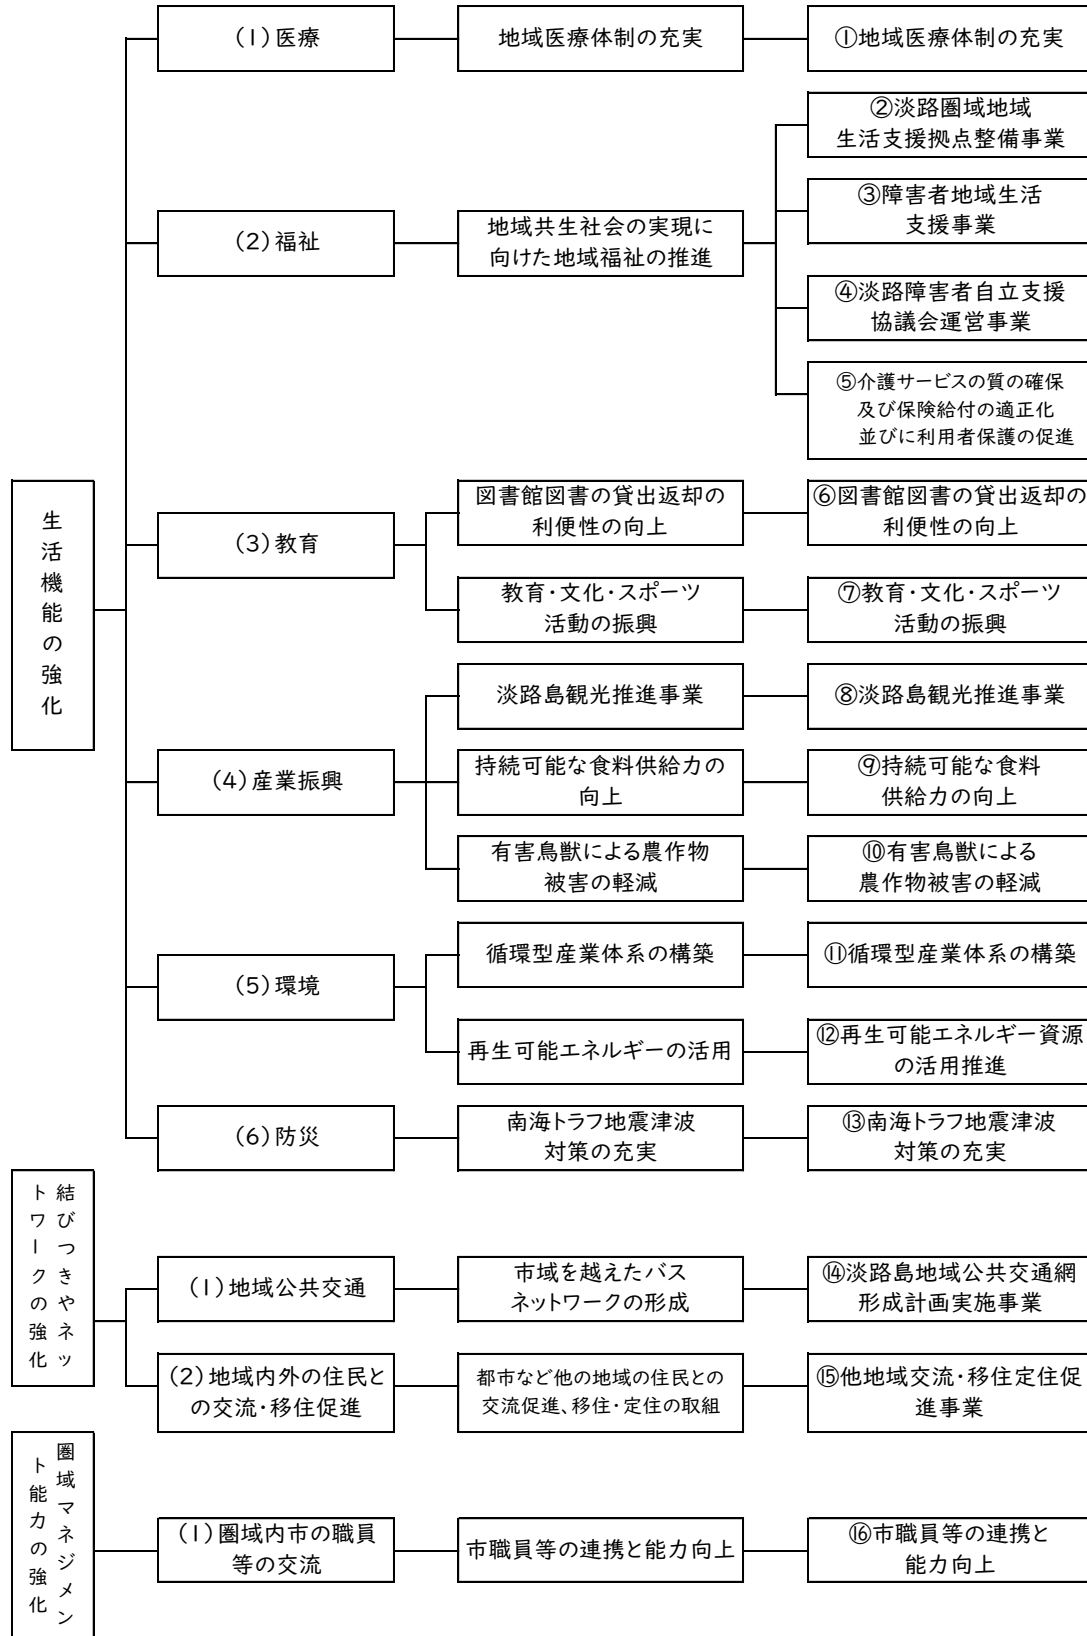 生活機能の強化
(1)医療
地域医療体制の充実
①地域医療体制の充実
(2)福祉
地域共生社会の実現に
向けた地域福祉の推進
②淡路圏域地域
生活支援拠点整備事業
③障害者地域生活
支援事業
④淡路障害者自立支援
協議会運営事業
⑤介護サービスの質の確保
及び保険給付の適正化
並びに利用者保護の促進
(3)教育
図書館図書の貸出返却の
利便性の向上
⑥図書館図書の貸出返却の
利便性の向上
教育・文化・スポーツ
活動の振興
⑦教育・文化・スポーツ
活動の振興
(4)産業振興
淡路島観光推進事業
⑧淡路島観光推進事業
持続可能な食料供給力の
向上
⑨持続可能な食料
供給力の向上
有害鳥獣による農作物
被害の軽減
⑩有害鳥獣による
農作物被害の軽減
(5)環境
循環型産業体系の構築
⑪循環型産業体系の構築
再生可能エネルギーの活用
⑫再生可能エネルギー資源
の活用推進
(6)防災
南海トラフ地震津波
対策の充実
⑬南海トラフ地震津波
対策の充実
結びつきやネッ
トワークの強化
(1)地域公共交通
市域を越えたバス
ネットワークの形成
⑭淡路島地域公共交通網
形成計画実施事業
(2)地域内外の住民と
の交流・移住促進
都市など他の地域の住民との
交流促進、移住・定住の取組
⑮他地域交流・移住定住促
進事業
圏域マネジメン
ト能力の強化
(1)圏域内市の職員
等の交流
市職員等の連携と能力向上
⑯市職員等の連携と
能力向上